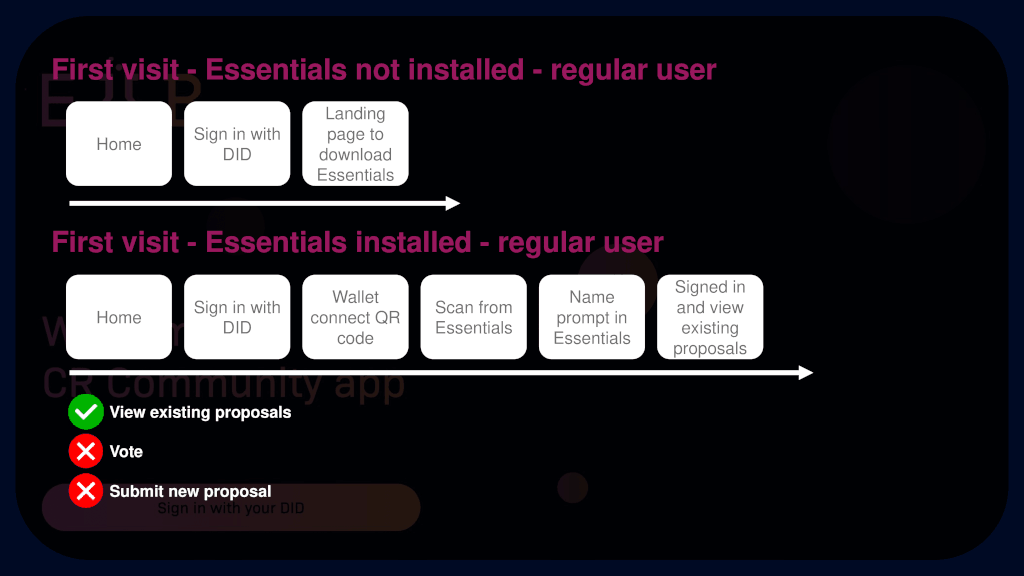 First visit - Essentials not installed - regular user
Home
Sign in with
DID
Landing
page to
download
Essentials
First visit - Essentials installed - regular user
Home
Sign in with
DID
Wallet
connect QR
code
Scan from
Essentials
Name
prompt in
Essentials
Signed in
and view
existing
proposals
CR Community app
View existing proposals
Vote
Submit new proposal
Sign in with your DID